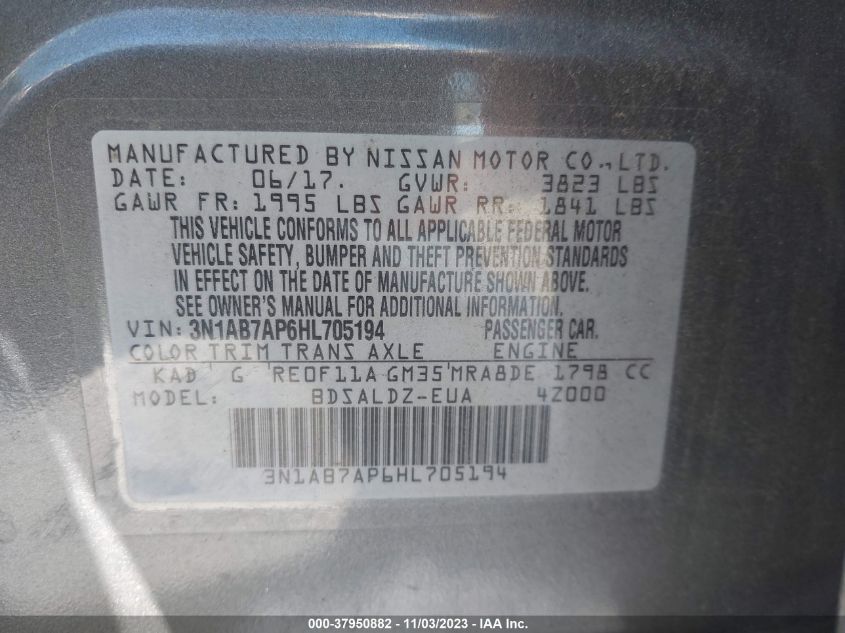 MANUFACTURED BY NISSAN MOTOR CO., LTD.
DATE: 06/17. GVWR: 3823 LBS
GAWR FR: 1995 LBS GAWR RR: 1841 LBS
THIS VEHICLE CONFORMS TO ALL APPLICABLE FEDERAL MOTOR
VEHICLE SAFETY, BUMPER AND THEFT PREVENTION STANDARDS
IN EFFECT ON THE DATE OF MANUFACTURE SHOWN ABOVE.
SEE OWNER'S MANUAL FOR ADDITIONAL INFORMATION.
VIN: 3N1AB7AP6HL705194 PASSENGER CAR.
COLOR TRIM TRANS AXLE ENGINE
KAD G RE0F11A GM35 MRA8DE 1798 CC
MODEL: BDSALDZ-EUA 4Z000
3N1AB7AP6HL705194
000-37950882 - 11/03/2023 - IAA Inc.